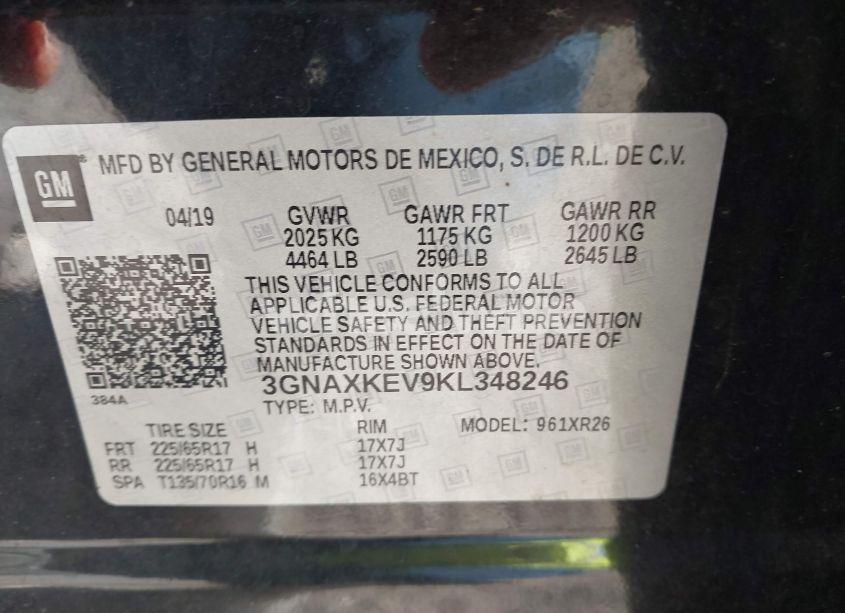 GM
MFD BY GENERAL MOTORS DE MEXICO, S. DE R.L. DE C.V.
04/19 GVWR GAWR FRT GAWR RR
2025 KG 1175 KG 1200 KG
4464 LB 2590 LB 2645 LB
THIS VEHICLE CONFORMS TO ALL
APPLICABLE U.S. FEDERAL MOTOR
VEHICLE SAFETY AND THEFT PREVENTION
STANDARDS IN EFFECT ON THE DATE OF
MANUFACTURE SHOWN ABOVE.
3GNAXKEV9KL348246
384A
TYPE: M.P.V.
TIRE SIZE RIM MODEL: 961XR26
FRT 225/65R17 H 17X7J
RR 225/65R17 H 17X7J
SPA T135/70R16 M 16X4BT